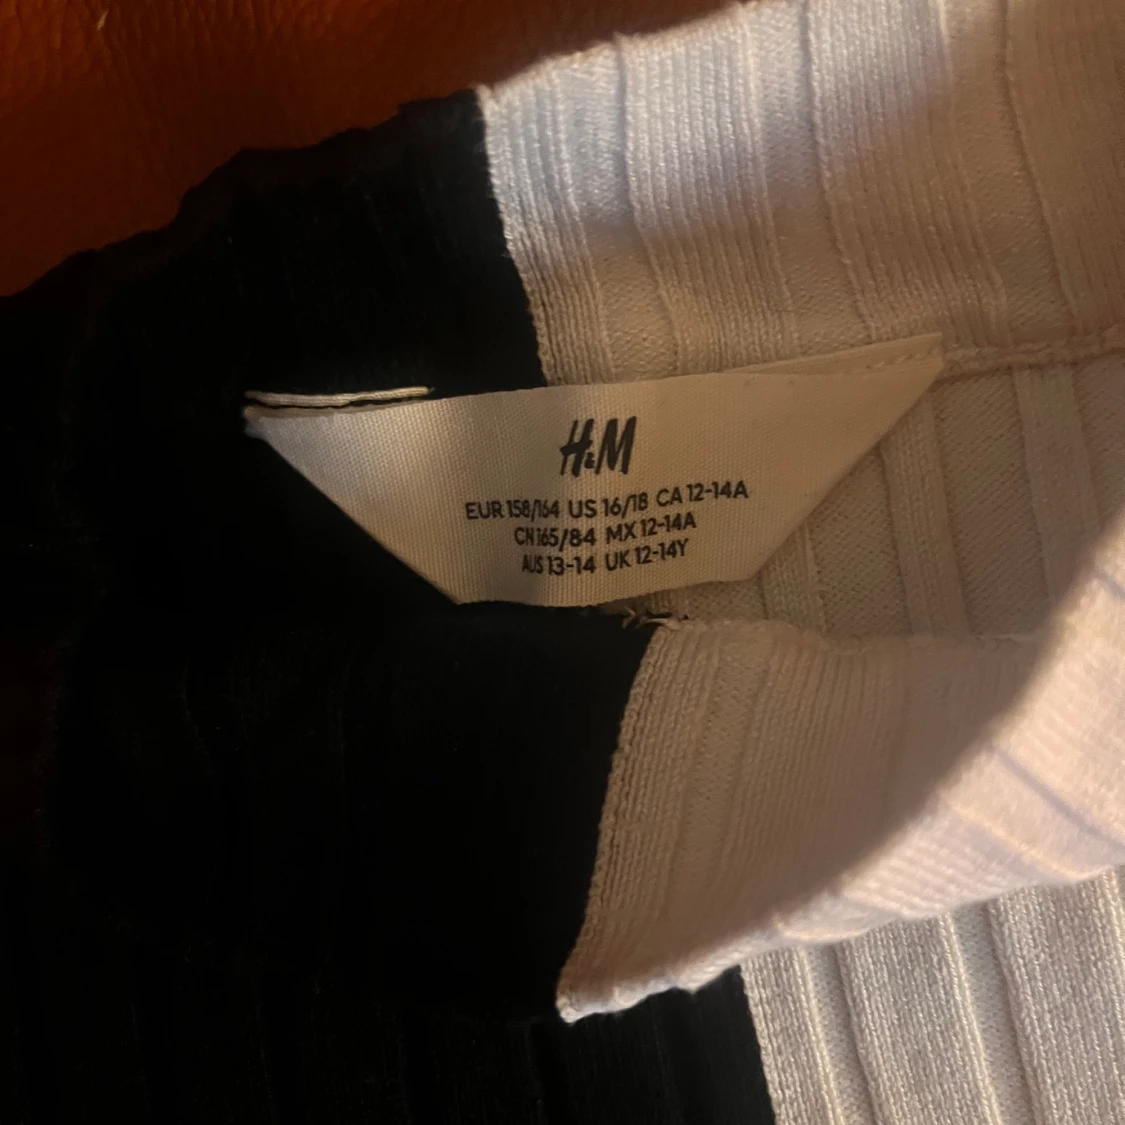 H&M
EUR 158/164 US 16/18 CA 12-14A
CN 165/84 MX 12-14A
AUS 13-14 UK 12-14Y